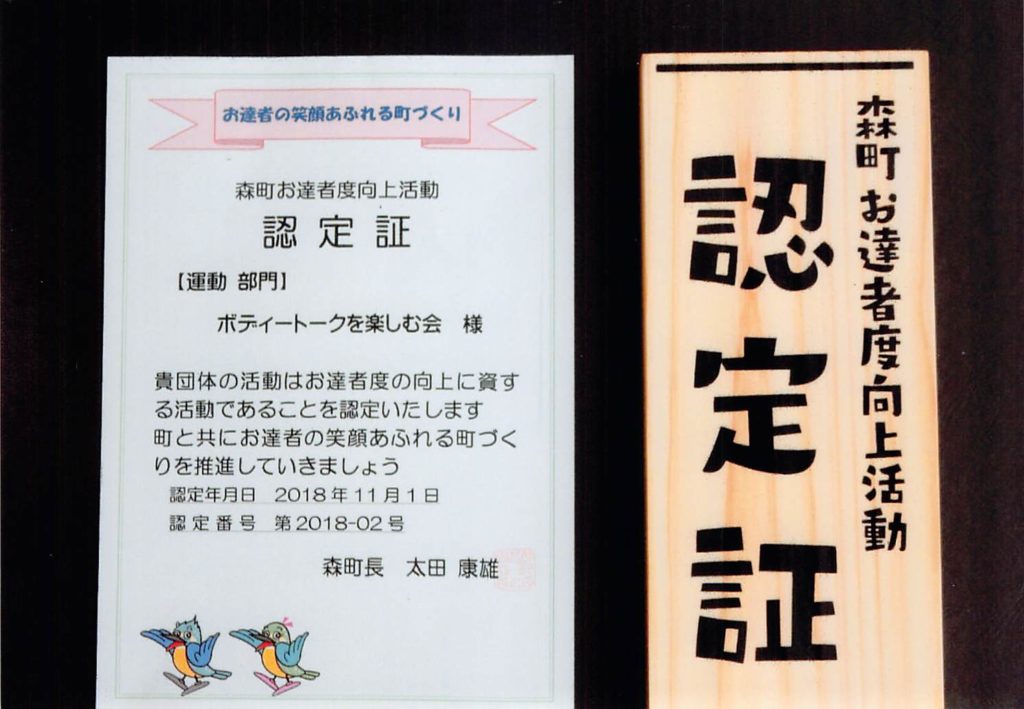 お達者の笑顔あふれる町づくり
森町お達者度向上活動
認定証
【運動 部門】
ボディートークを楽しむ会 様
貴団体の活動はお達者度の向上に資す
る活動であることを認定いたします
町と共にお達者の笑顔あふれる町づく
りを推進していきましょう
認定年月日 2018年11月1日
認定番号 第2018-02号
森町長 太田 康雄
森町お達者度向上活動
認定証